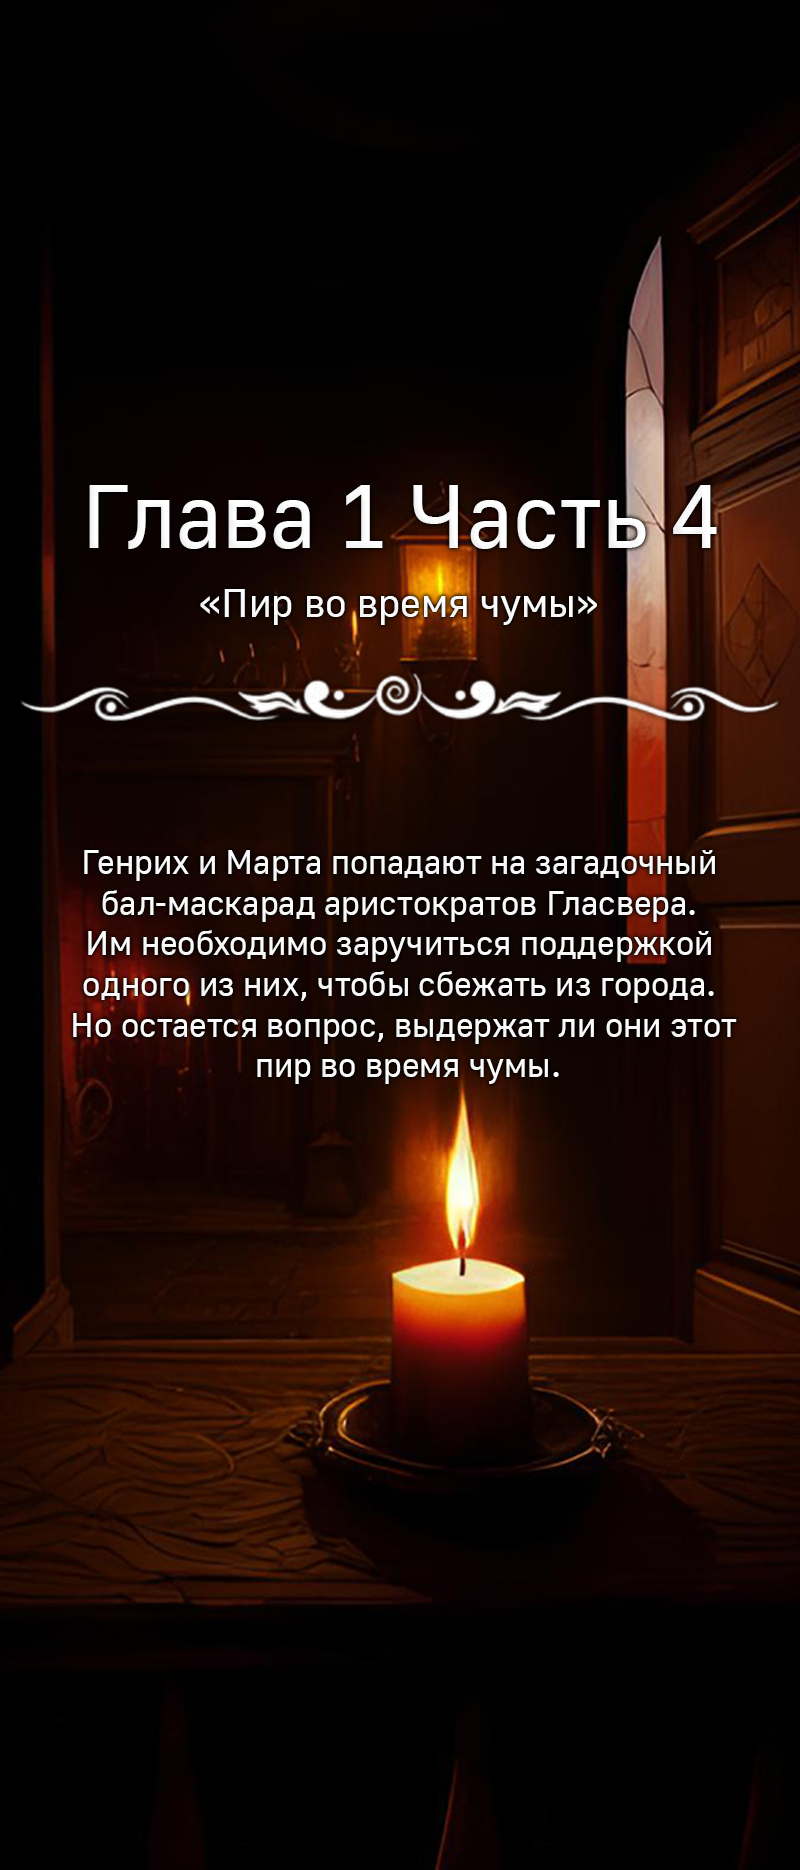 Глава 1 Часть 4
«Пир во время чумы»
Генрих и Марта попадают на загадочный
бал-маскарад аристократов Гласвера.
Им необходимо заручиться поддержкой
одного из них, чтобы сбежать из города.
Но остается вопрос, выдержат ли они этот
пир во время чумы.